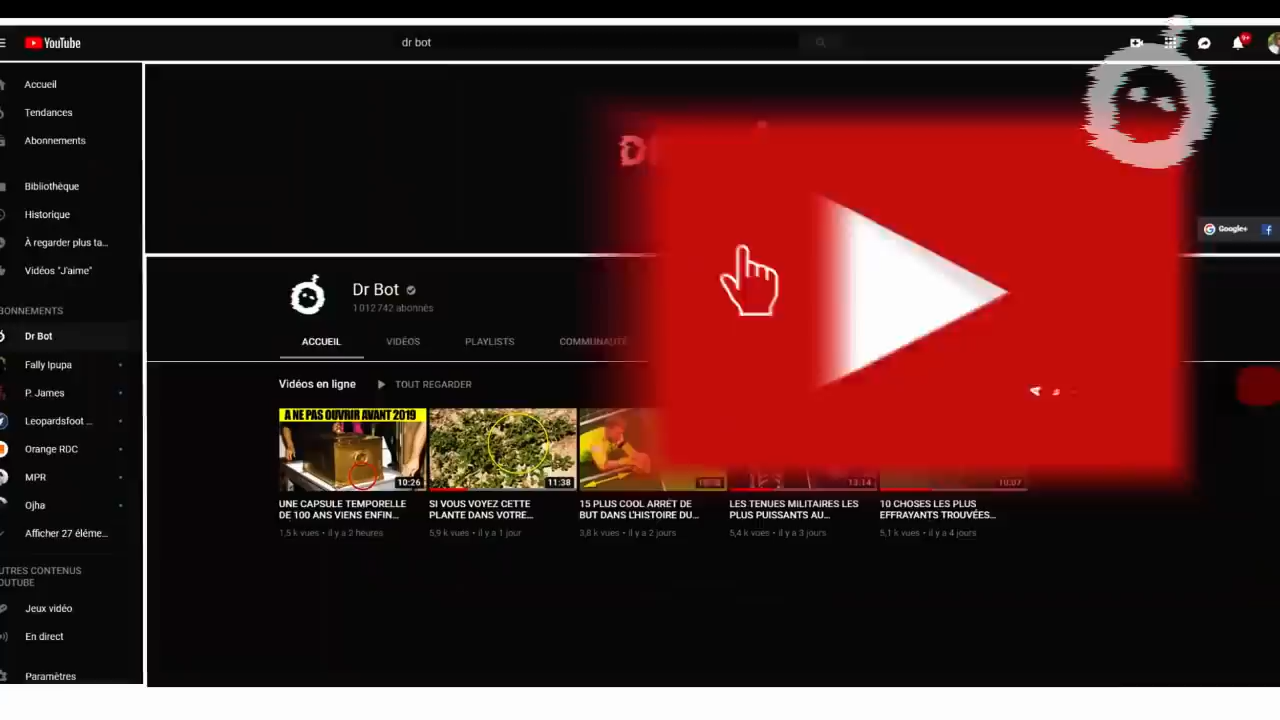 YouTube
dr bot
9+
Accueil
Tendances
Abonnements
Bibliothèque
Historique
À regarder plus ta...
Vidéos "J'aime"
BONNEMENTS
Dr Bot
Fally Ipupa
P. James
Leopardsfoot ...
Orange RDC
MPR
Ojha
Afficher 27 éléme...
UTRES CONTENUS
OUTUBE
Jeux vidéo
En direct
Paramètres
Google+
Dr Bot
1 012 742 abonnés
ACCUEIL
VIDÉOS
PLAYLISTS
COMMUNAUTÉ
Vidéos en ligne
TOUT REGARDER
A NE PAS OUVRIR AVANT 2019
10:26
11:38
13:14
10:07
UNE CAPSULE TEMPORELLE
DE 100 ANS VIENS ENFIN...
1,5 k vues • il y a 2 heures
SI VOUS VOYEZ CETTE
PLANTE DANS VOTRE...
5,9 k vues • il y a 1 jour
15 PLUS COOL ARRÊT DE
BUT DANS L'HISTOIRE DU...
3,8 k vues • il y a 2 jours
LES TENUES MILITAIRES LES
PLUS PUISSANTS AU...
5,4 k vues • il y a 3 jours
10 CHOSES LES PLUS
EFFRAYANTS TROUVÉES...
5,1 k vues • il y a 4 jours